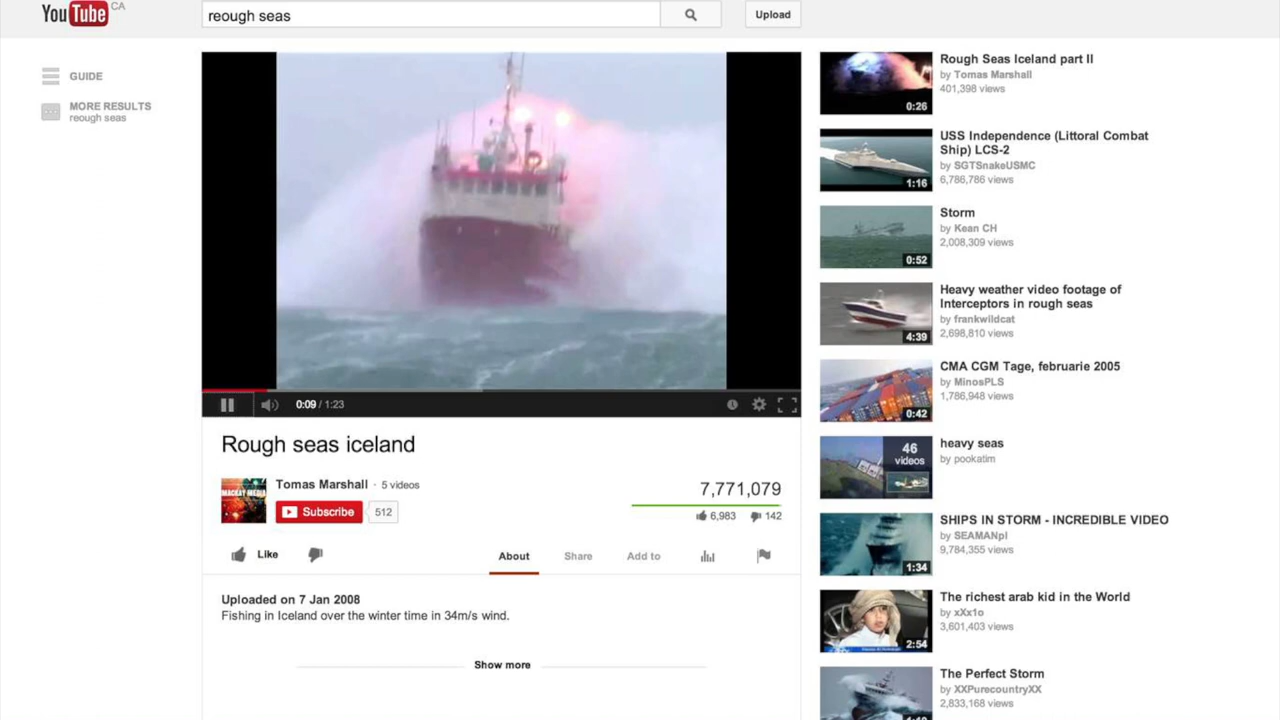 YouTube CA
reough seas
Upload
GUIDE
MORE RESULTS
reough seas
0:09 / 1:23
Rough seas iceland
MACKAY MEDIA
Tomas Marshall · 5 videos
Subscribe 512
7,771,079
6,983 142
Like
About Share Add to
Uploaded on 7 Jan 2008
Fishing in Iceland over the winter time in 34m/s wind.
Show more
0:26
Rough Seas Iceland part II
by Tomas Marshall
401,398 views
1:16
USS Independence (Littoral Combat
Ship) LCS-2
by SGTSnakeUSMC
6,786,786 views
0:52
Storm
by Kean CH
2,008,309 views
4:39
Heavy weather video footage of
Interceptors in rough seas
by frankwildcat
2,698,810 views
0:42
CMA CGM Tage, februarie 2005
by MinosPLS
1,786,948 views
46
videos
heavy seas
by pookatim
1:34
SHIPS IN STORM - INCREDIBLE VIDEO
by SEAMANpl
9,784,355 views
2:54
The richest arab kid in the World
by xXx1o
3,601,403 views
The Perfect Storm
by XXPurecountryXX
2,833,168 views